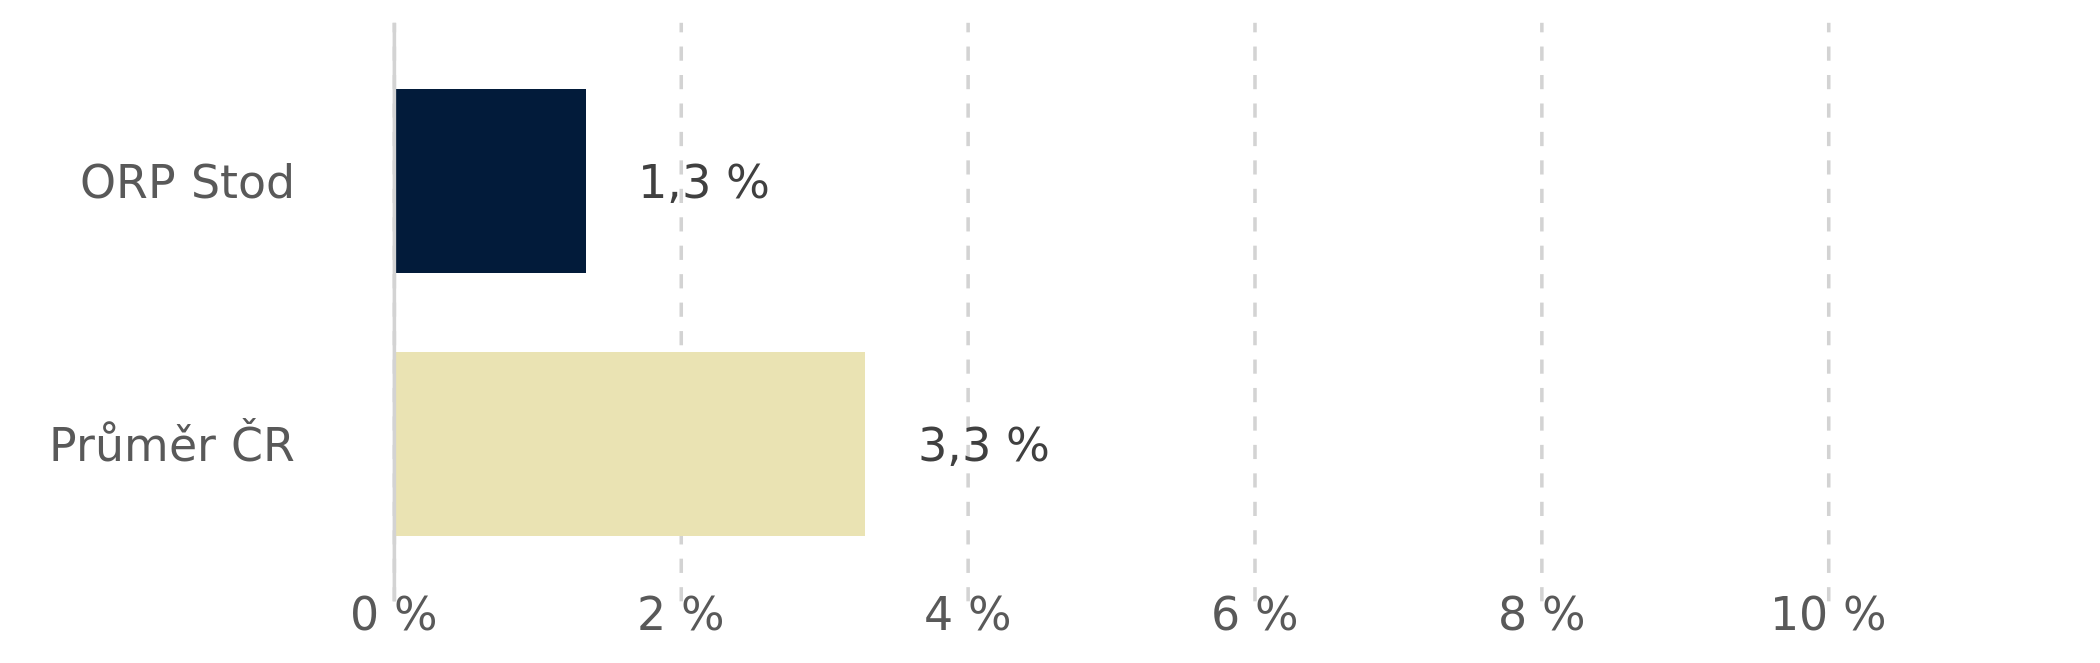 ORP Stod
1,3 %
Průměr ČR
3,3 %
0 % 2 % 4 % 6 % 8 % 10 %